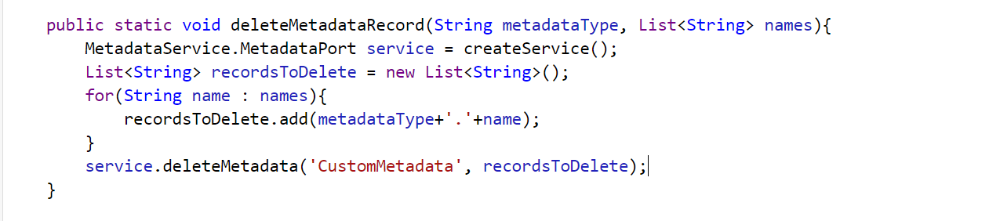 public static void deleteMetadataRecord(String metadataType, List<String> names){
MetadataService.MetadataPort service = createService();
List<String> recordsToDelete = new List<String>();
for(String name : names){
recordsToDelete.add(metadataType+'.'+name);
}
service.deleteMetadata('CustomMetadata', recordsToDelete);
}